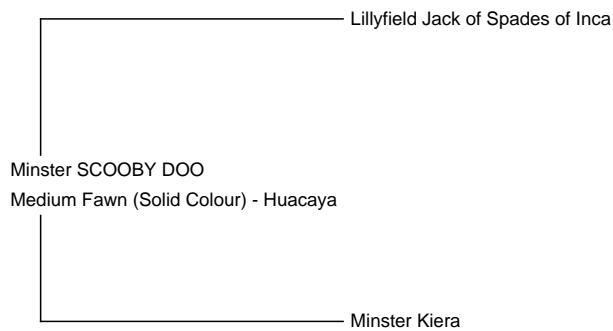 Lillyfield Jack of Spades of Inca
Minster SCOOBY DOO
Medium Fawn (Solid Colour) - Huacaya
Minster Kiera